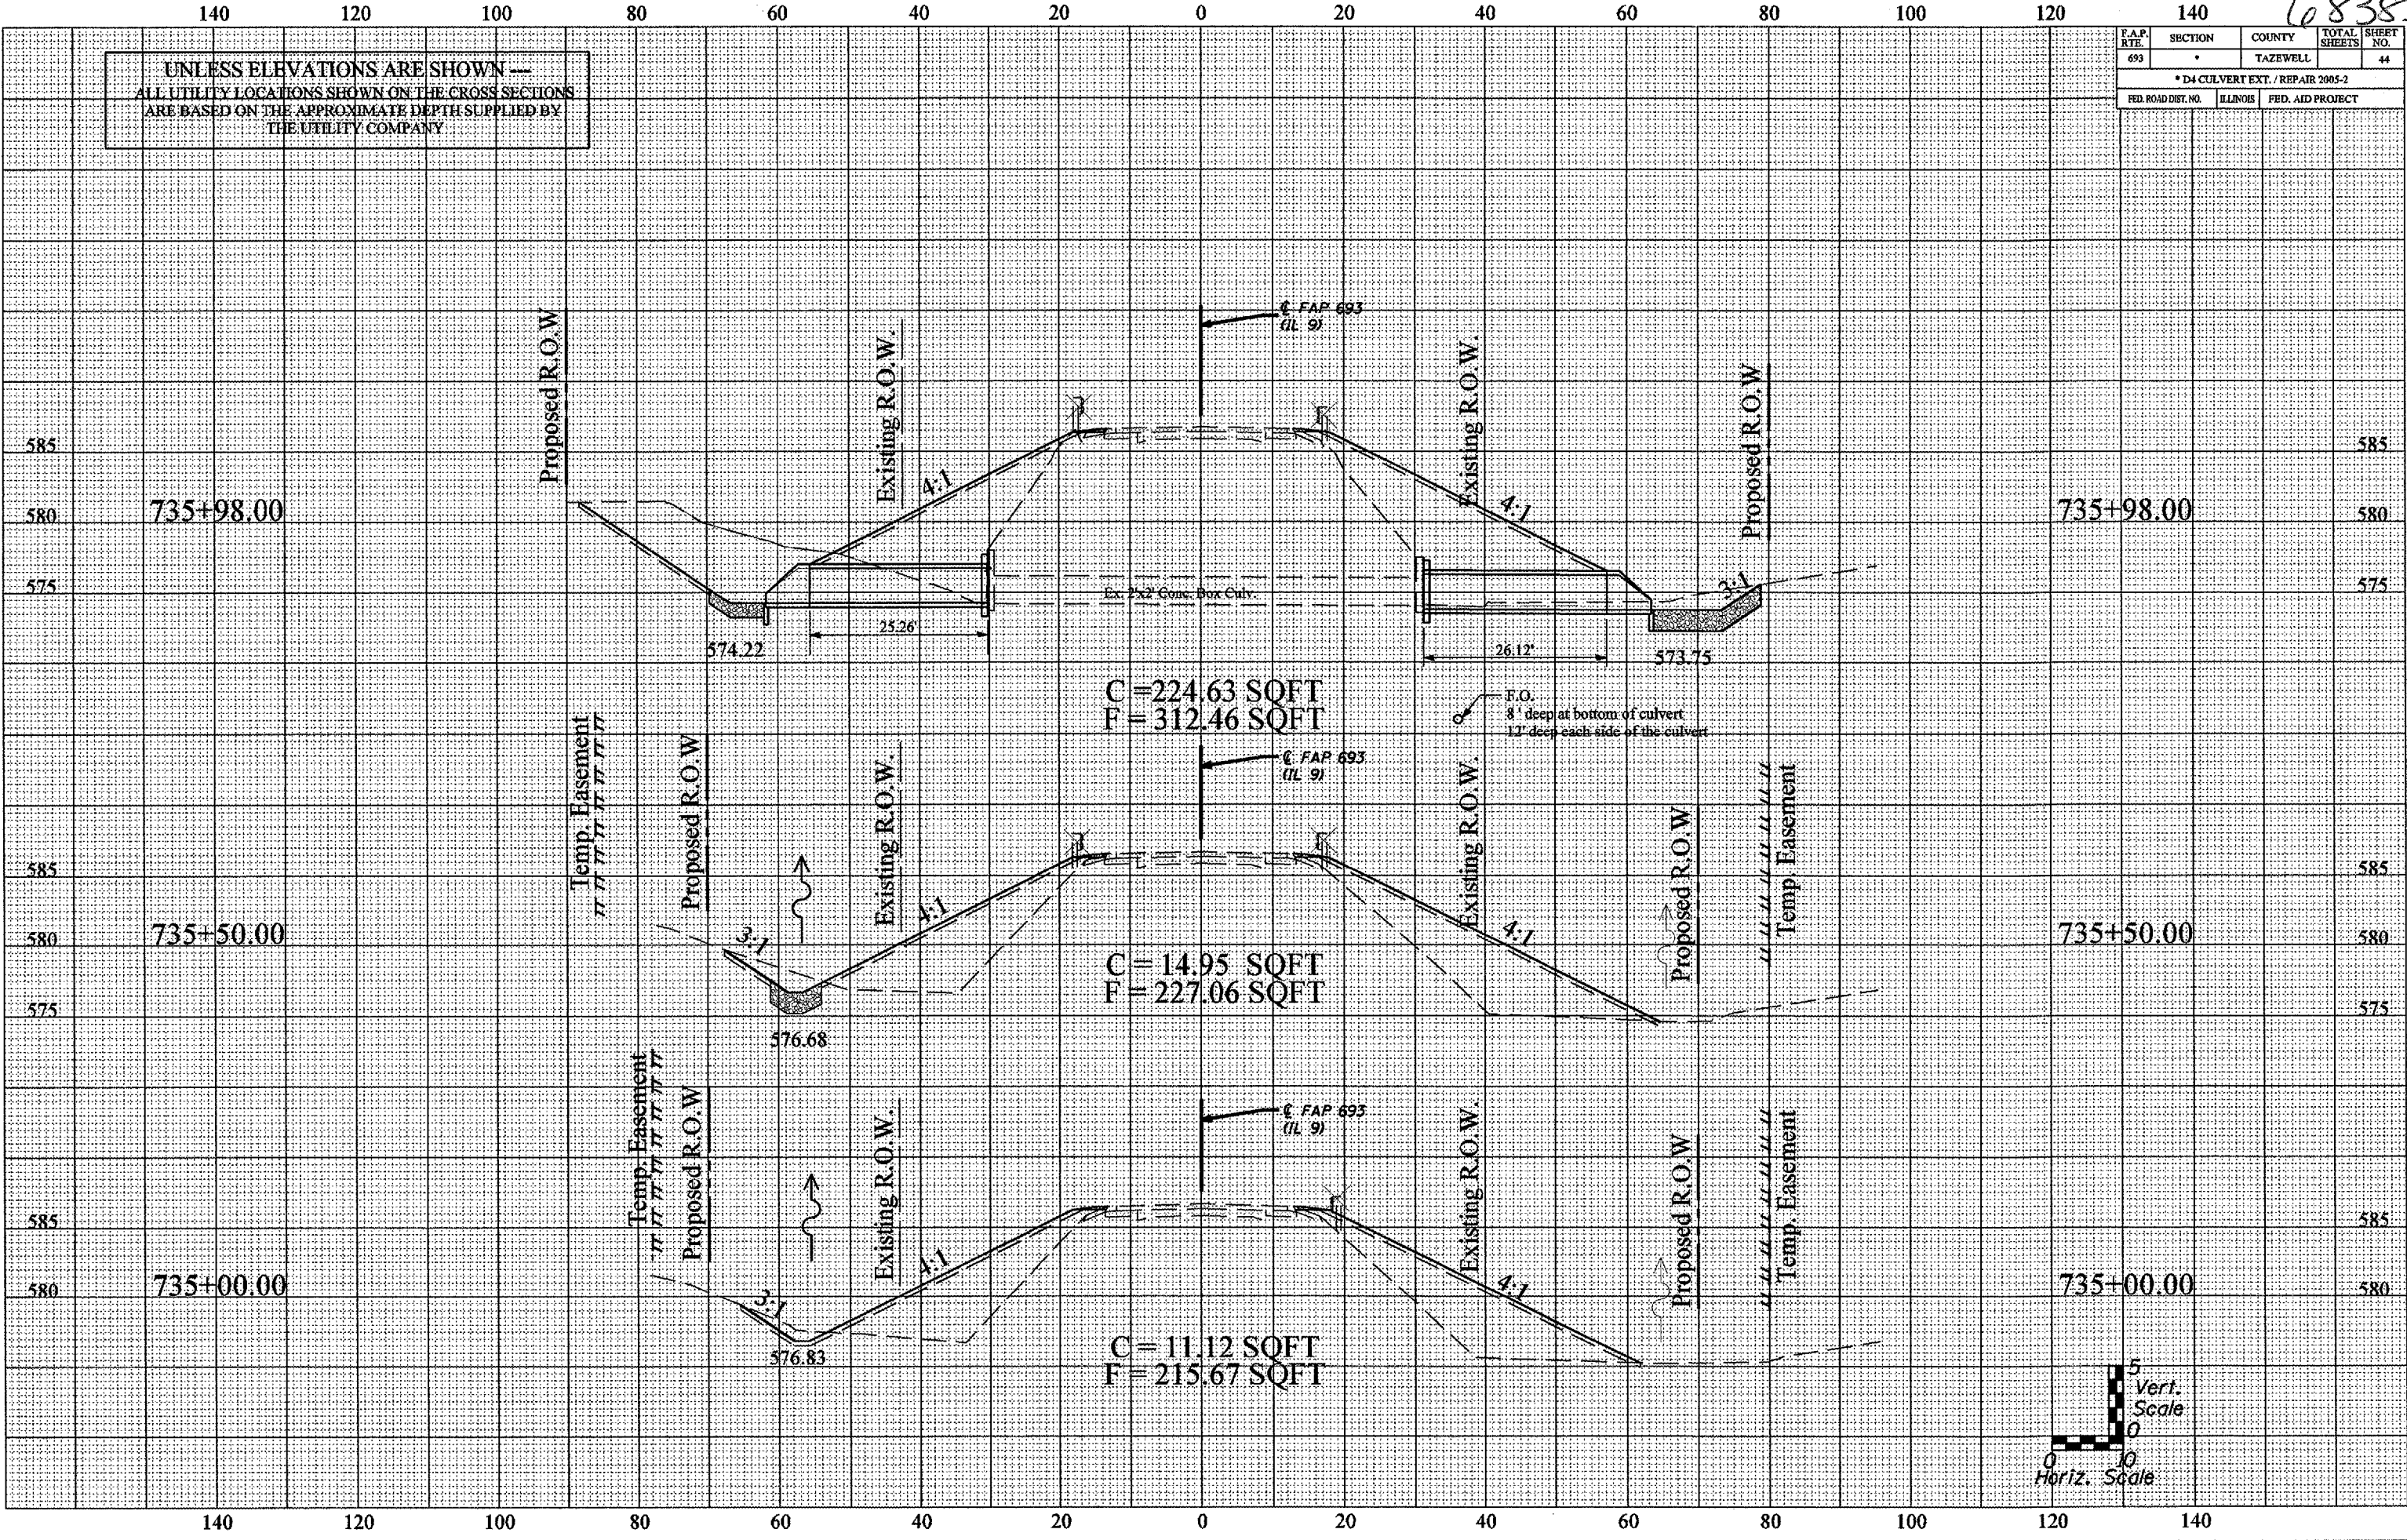 140 120 100 80 60 40 20 0 20 40 60 80 100 120 140
6838
F.A.P. RTE. SECTION COUNTY TOTAL SHEETS SHEET NO.
693 * TAZEWELL 44
* D4 CULVERT EXT. / REPAIR 2005-2
FED. ROAD DIST. NO. ILLINOIS FED. AID PROJECT
UNLESS ELEVATIONS ARE SHOWN ---
ALL UTILITY LOCATIONS SHOWN ON THE CROSS SECTIONS
ARE BASED ON THE APPROXIMATE DEPTH SUPPLIED BY
THE UTILITY COMPANY
℄ FAP 693
(IL 9)
Proposed R.O.W
Existing R.O.W.
Existing R.O.W.
Proposed R.O.W
585 585
4:1 4:1
580 735+98.00 735+98.00 580
575 575
3:1
Ex. 2'x2' Conc. Box Culv.
25.26'
574.22
26.12'
573.75
C =224.63 SQFT
F = 312.46 SQFT
F.O.
8' deep at bottom of culvert
12' deep each side of the culvert
℄ FAP 693
(IL 9)
Temp. Easement
Proposed R.O.W
Existing R.O.W.
Existing R.O.W.
Proposed R.O.W
Temp. Easement
585 585
4:1 4:1
580 735+50.00 735+50.00 580
3:1
C = 14.95 SQFT
F = 227.06 SQFT
575 575
576.68
℄ FAP 693
(IL 9)
Temp. Easement
Proposed R.O.W
Existing R.O.W.
Existing R.O.W.
Proposed R.O.W
Temp. Easement
585 585
4:1 4:1
580 735+00.00 735+00.00 580
3:1
576.83
C = 11.12 SQFT
F = 215.67 SQFT
5
Vert.
Scale
0
0 10
Horiz. Scale
140 120 100 80 60 40 20 0 20 40 60 80 100 120 140